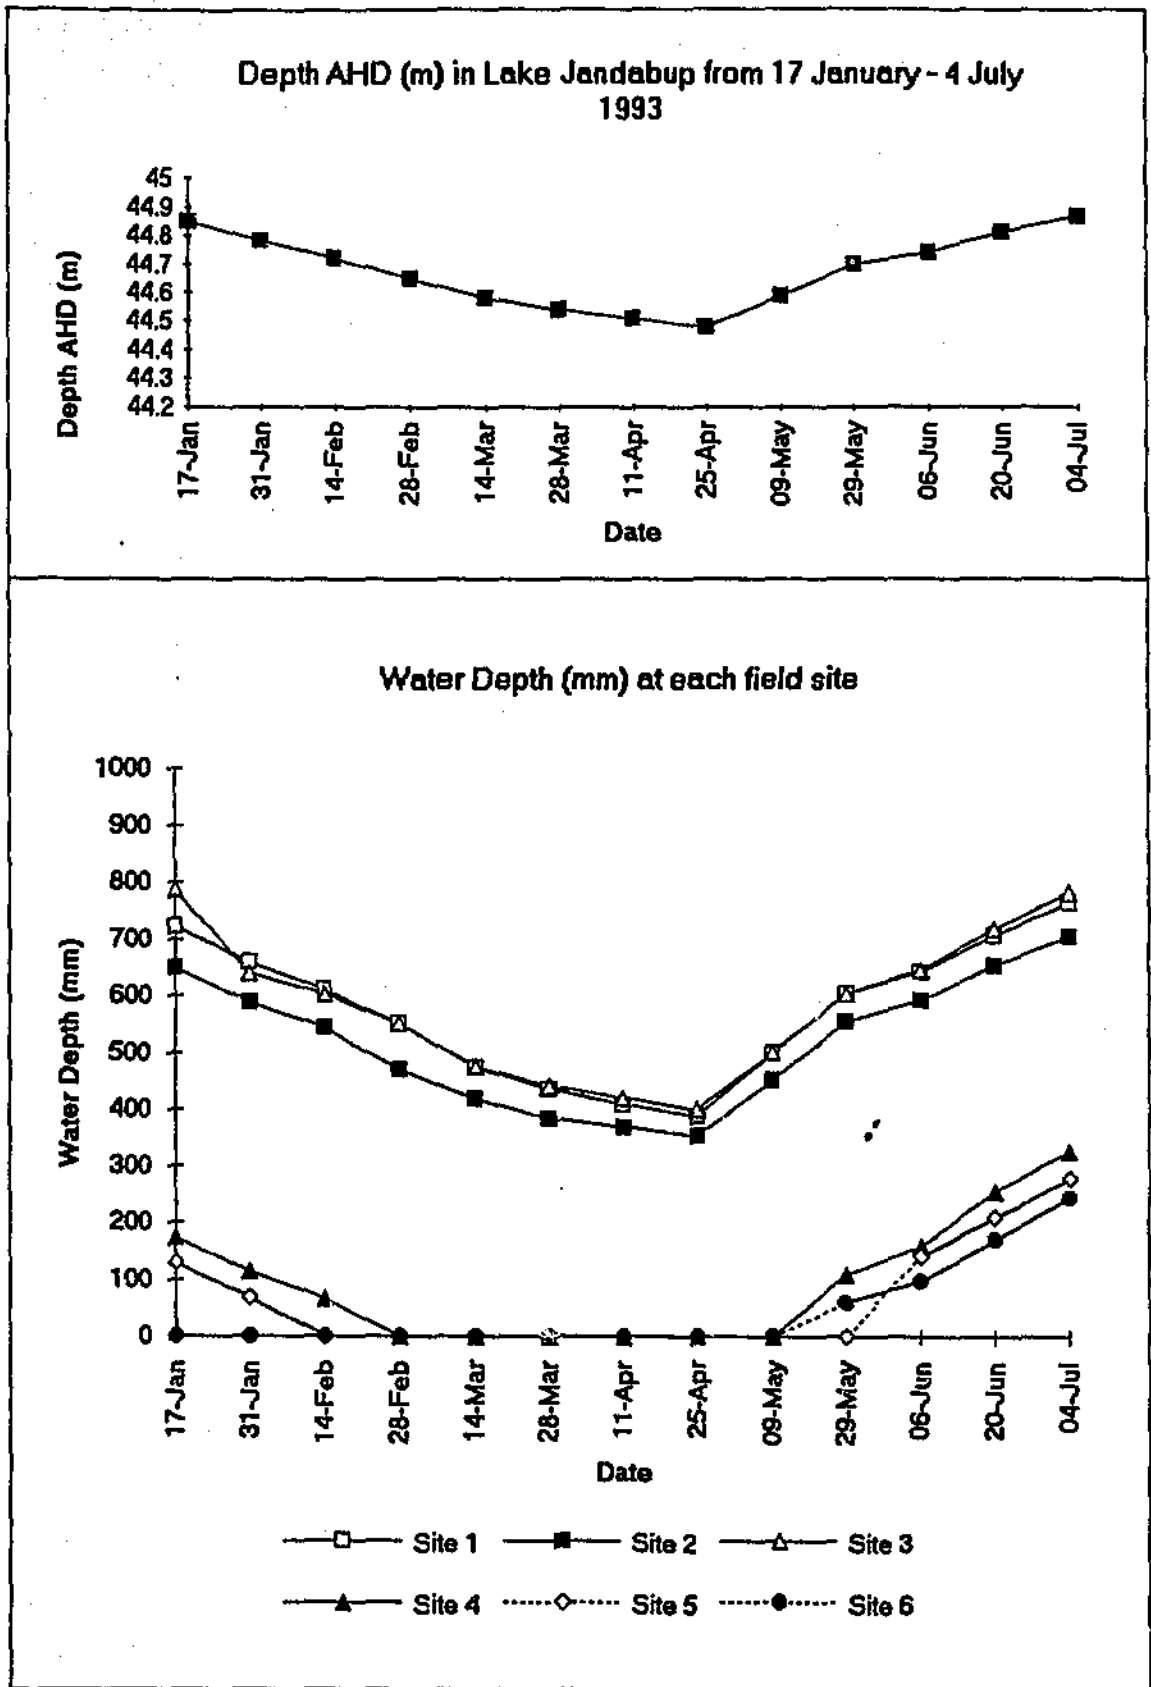 Depth AHD (m) in Lake Jandabup from 17 January - 4 July
1993
45
44.9
44.8
44.7
44.6
44.5
44.4
44.3
44.2
Depth AHD (m)
17-Jan
31-Jan
14-Feb
28-Feb
14-Mar
28-Mar
11-Apr
25-Apr
09-May
29-May
06-Jun
20-Jun
04-Jul
Date
Water Depth (mm) at each field site
1000
900
800
700
600
500
400
300
200
100
0
Water Depth (mm)
17-Jan
31-Jan
14-Feb
28-Feb
14-Mar
28-Mar
11-Apr
25-Apr
09-May
29-May
06-Jun
20-Jun
04-Jul
Date
Site 1 Site 2 Site 3
Site 4 Site 5 Site 6